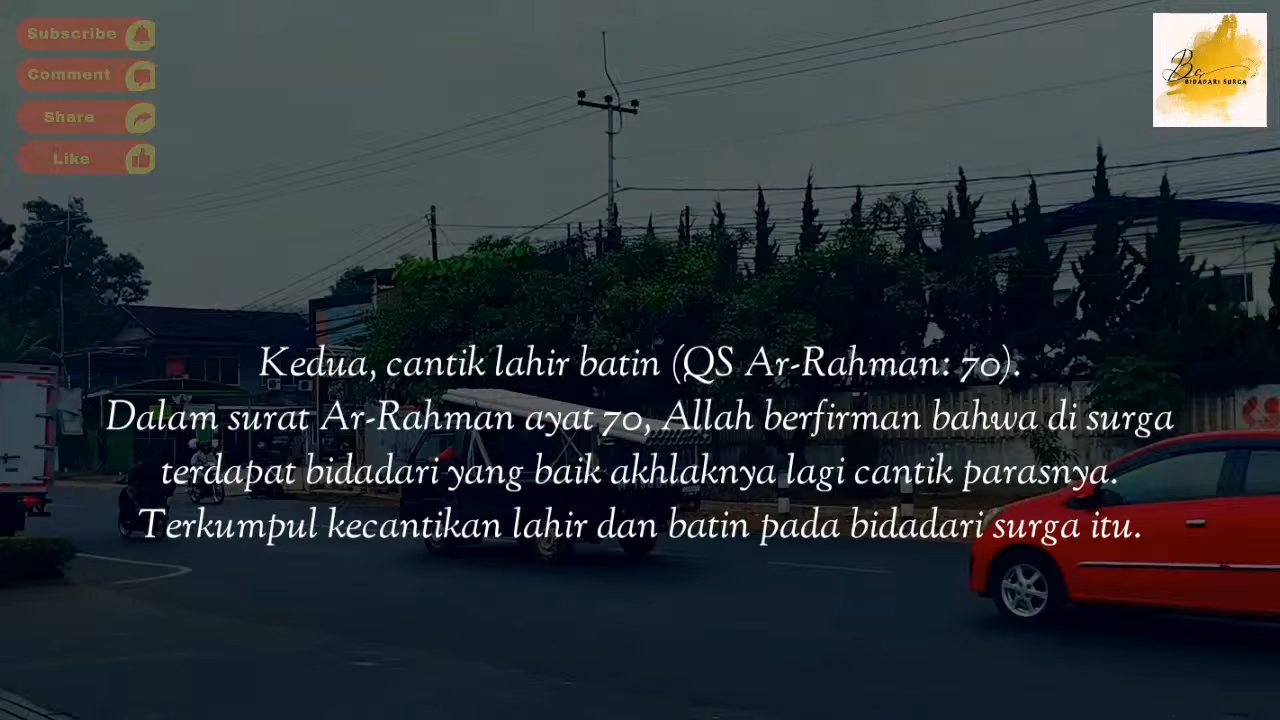 Subscribe
Comment
Share
Like
Bs
BIDADARI SURGA
Kedua, cantik lahir batin (QS Ar-Rahman: 70).
Dalam surat Ar-Rahman ayat 70, Allah berfirman bahwa di surga
terdapat bidadari yang baik akhlaknya lagi cantik parasnya.
Terkumpul kecantikan lahir dan batin pada bidadari surga itu.